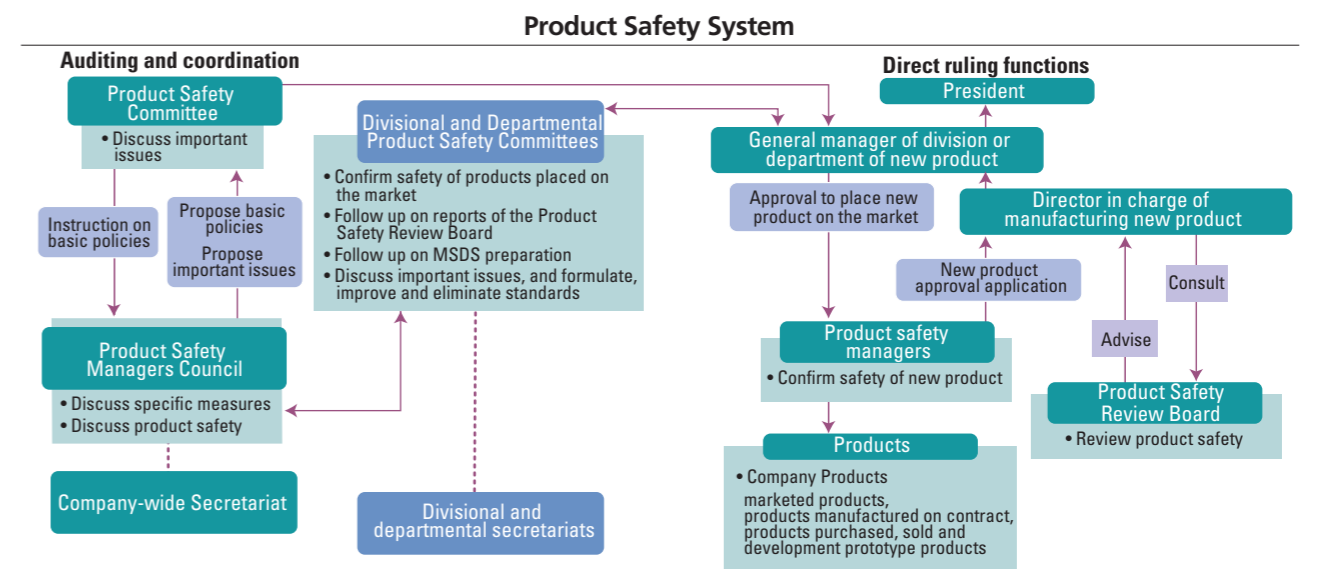 Product Safety System
Auditing and coordination
Product Safety
Committee
• Discuss important
issues
Instruction on
basic policies
Propose basic
policies
Propose
important issues
Product Safety
Managers Council
• Discuss specific measures
• Discuss product safety
Company-wide Secretariat
Divisional and Departmental
Product Safety Committees
• Confirm safety of products placed on
the market
• Follow up on reports of the Product
Safety Review Board
• Follow up on MSDS preparation
• Discuss important issues, and formulate,
improve and eliminate standards
Divisional and
departmental secretariats
Direct ruling functions
President
General manager of division or
department of new product
Approval to place new
product on the market
Director in charge of
manufacturing new product
New product
approval application
Consult
Advise
Product safety
managers
• Confirm safety of new product
Product Safety
Review Board
• Review product safety
Products
• Company Products
marketed products,
products manufactured on contract,
products purchased, sold and
development prototype products